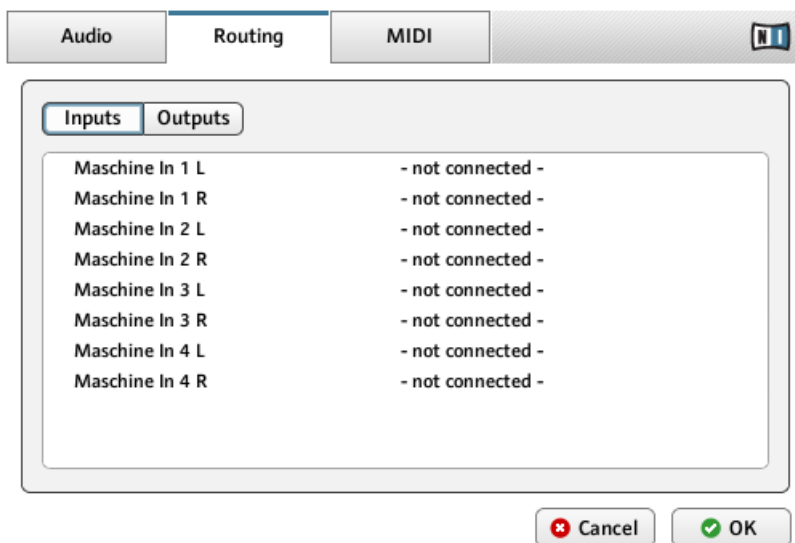 Audio Routing MIDI NI
Inputs Outputs
Maschine In 1 L - not connected -
Maschine In 1 R - not connected -
Maschine In 2 L - not connected -
Maschine In 2 R - not connected -
Maschine In 3 L - not connected -
Maschine In 3 R - not connected -
Maschine In 4 L - not connected -
Maschine In 4 R - not connected -
Cancel OK